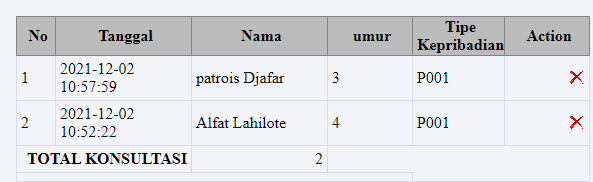 No Tanggal Nama umur Tipe Kepribadian Action
1 2021-12-02 10:57:59 patrois Djafar 3 P001
2 2021-12-02 10:52:22 Alfat Lahilote 4 P001
TOTAL KONSULTASI 2